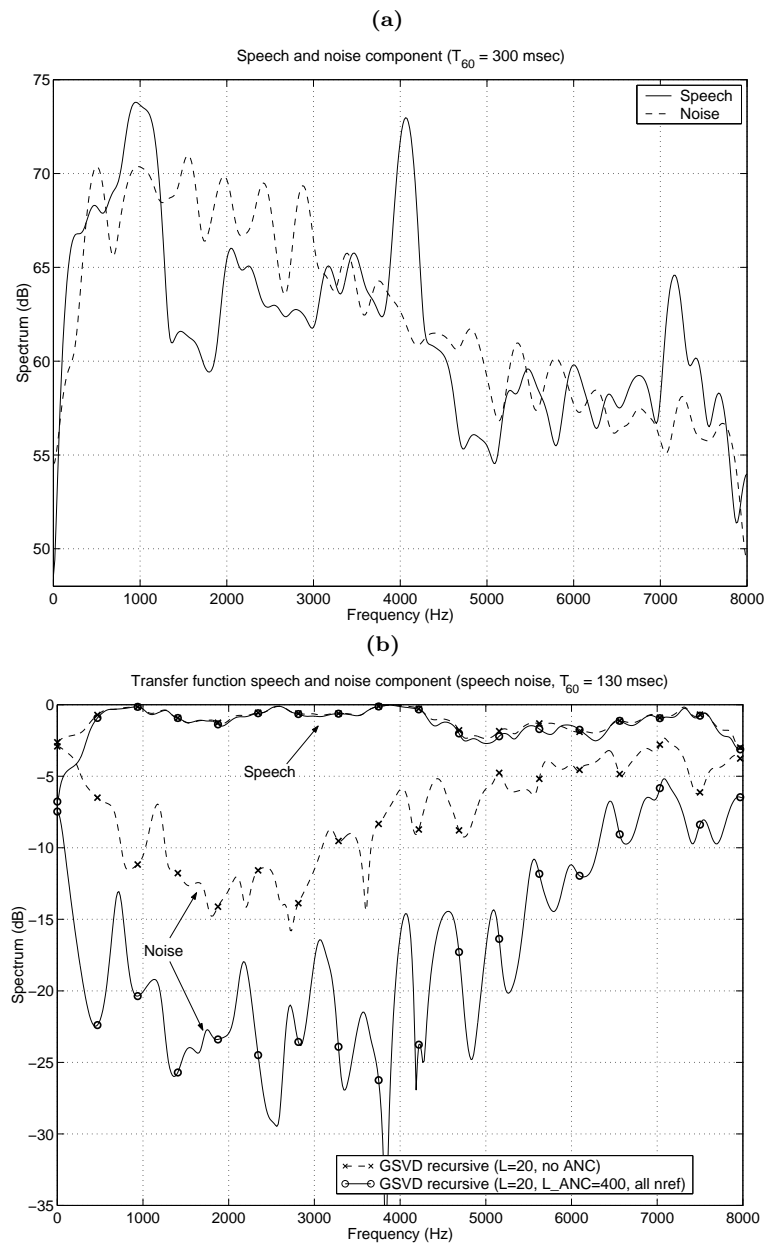 (a)
Speech and noise component (T60 = 300 msec)
Speech
Noise
75
70
65
60
55
50
Spectrum (dB)
0 1000 2000 3000 4000 5000 6000 7000 8000
Frequency (Hz)
(b)
Transfer function speech and noise component (speech noise, T60 = 130 msec)
0
−5
−10
−15
−20
−25
−30
−35
Spectrum (dB)
Speech
Noise
GSVD recursive (L=20, no ANC)
GSVD recursive (L=20, L_ANC=400, all nref)
0 1000 2000 3000 4000 5000 6000 7000 8000
Frequency (Hz)